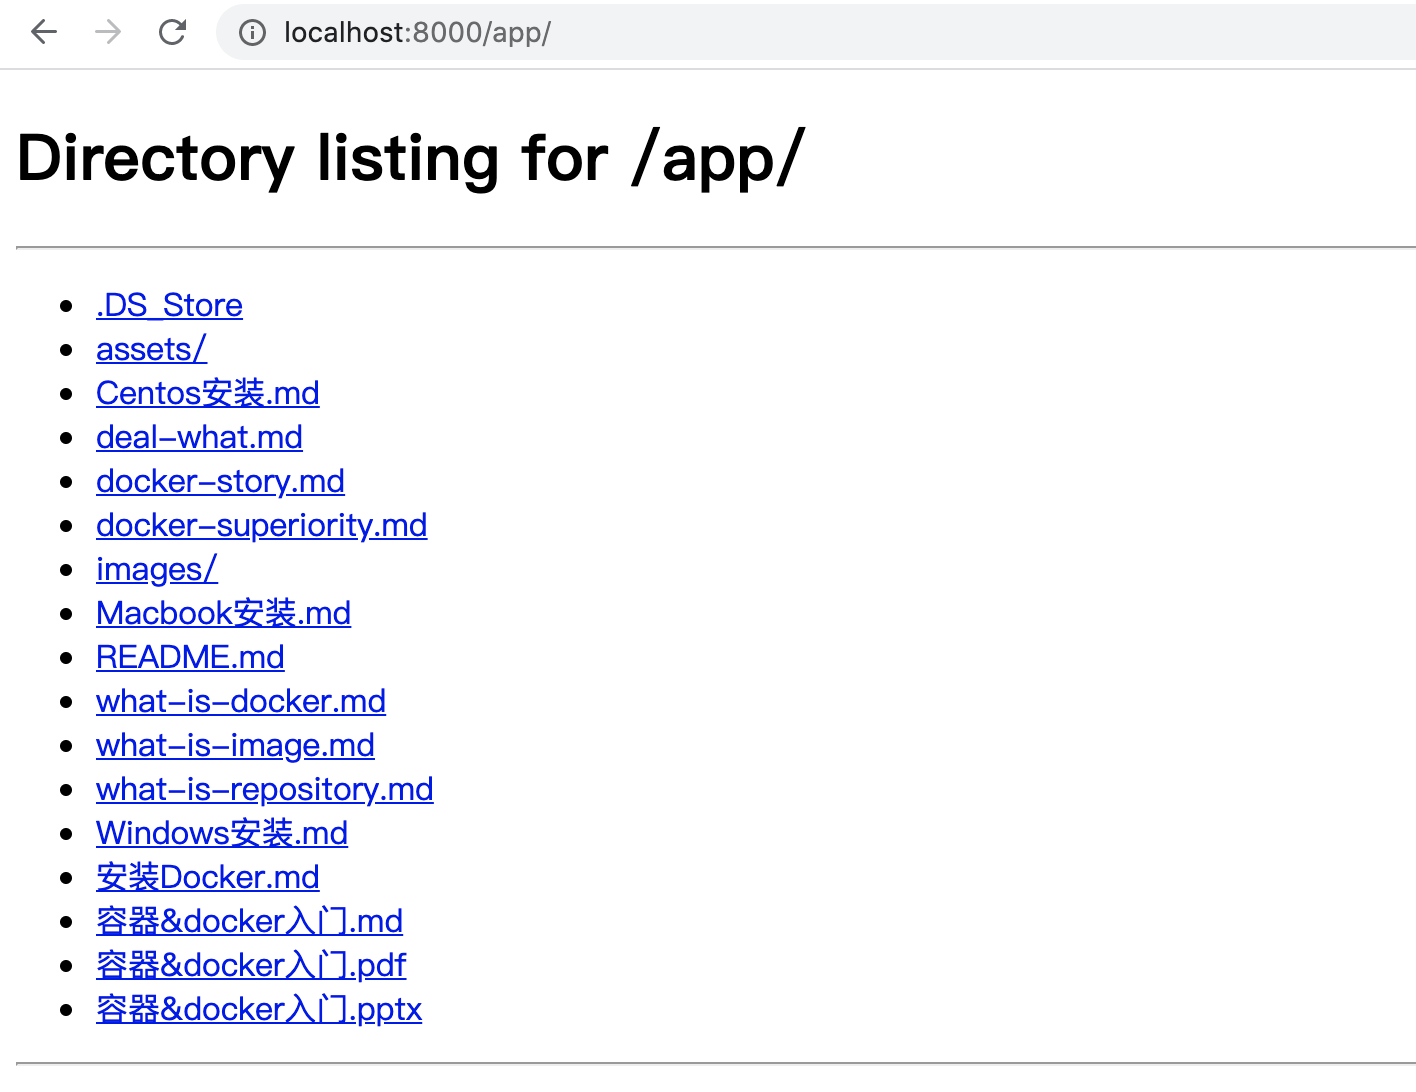 localhost:8000/app/
Directory listing for /app/
.DS_Store
assets/
Centos安装.md
deal-what.md
docker-story.md
docker-superiority.md
images/
Macbook安装.md
README.md
what-is-docker.md
what-is-image.md
what-is-repository.md
Windows安装.md
安装Docker.md
容器&docker入门.md
容器&docker入门.pdf
容器&docker入门.pptx